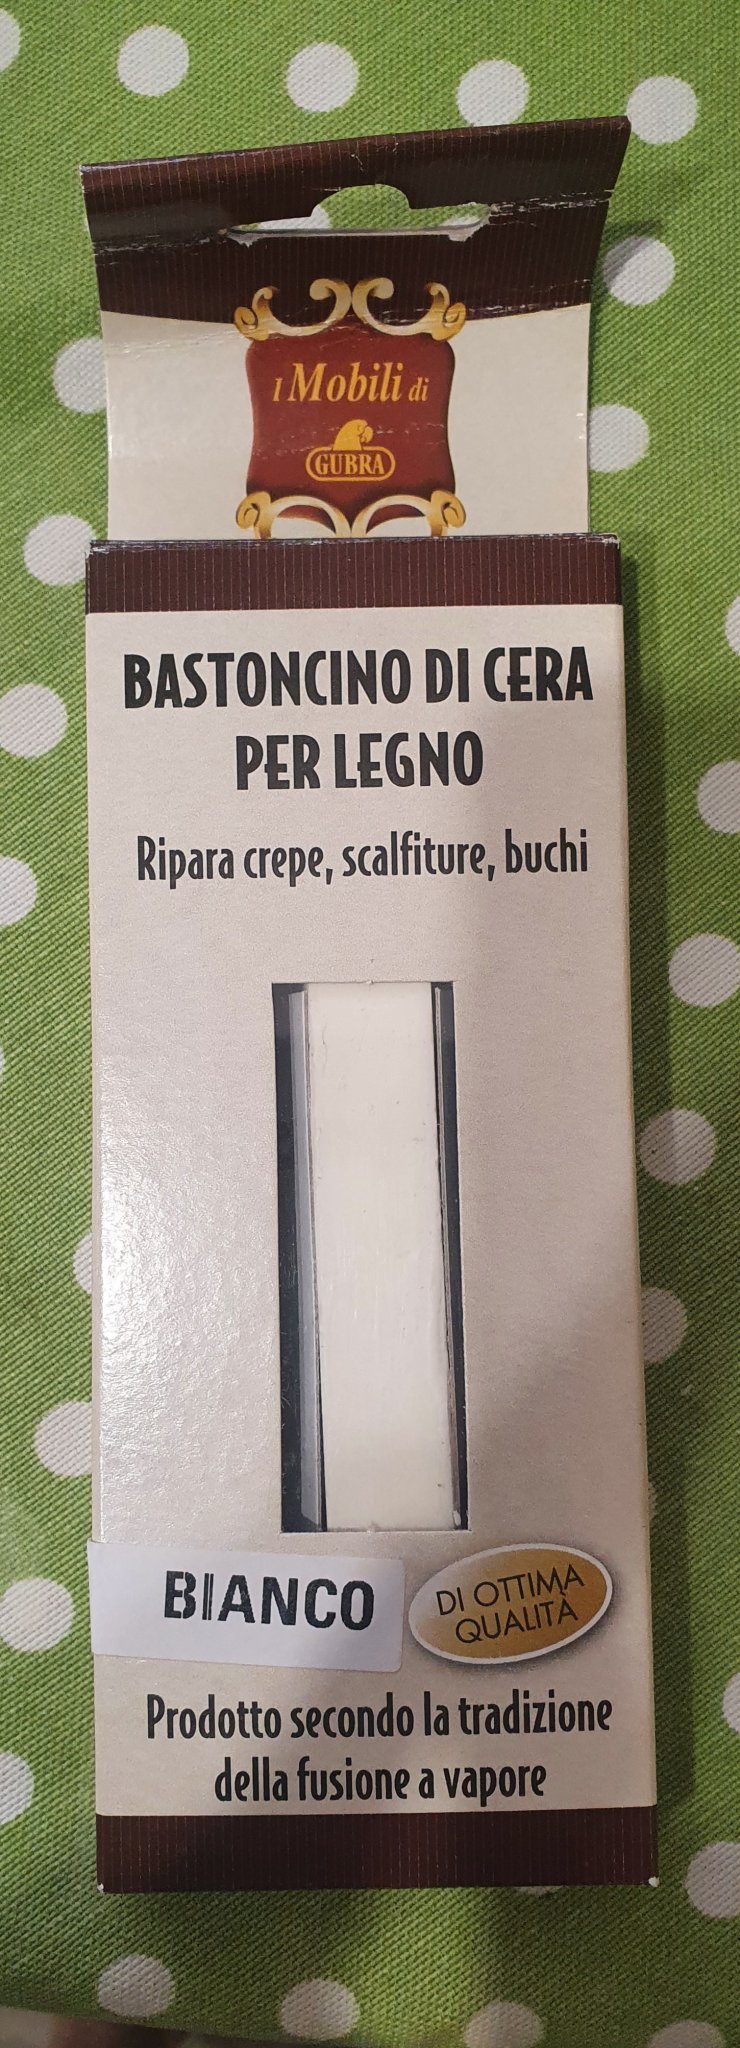 I Mobili di
GUBRA
BASTONCINO DI CERA
PER LEGNO
Ripara crepe, scalfiture, buchi
BIANCO
DI OTTIMA
QUALITÀ
Prodotto secondo la tradizione
della fusione a vapore